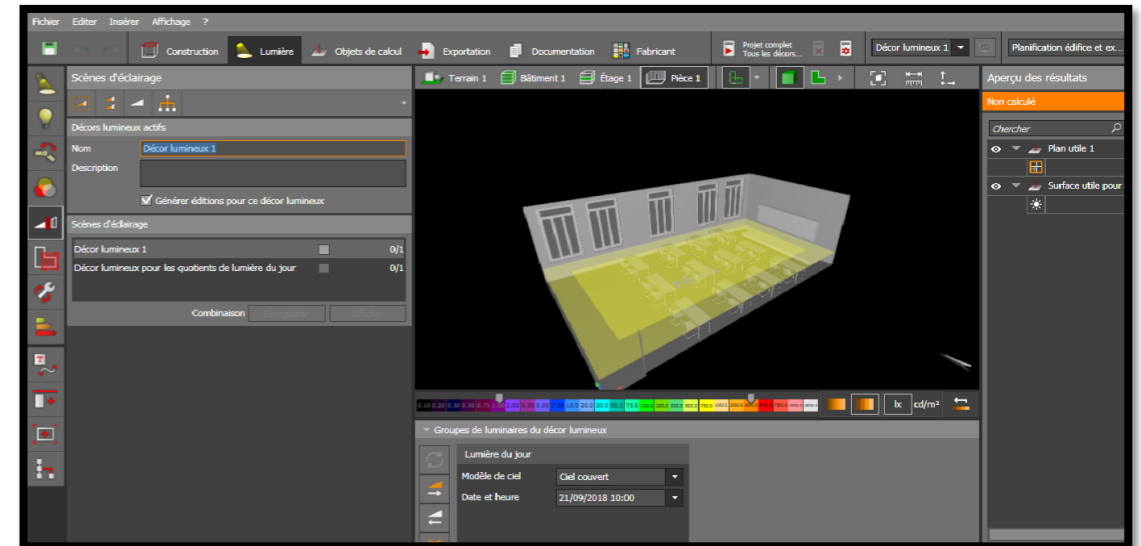 Fichier Editer Insérer Affichage ?
Construction Lumière Objets de calcul Exportation Documentation Fabricant Projet complet Tous les décors... Décor lumineux 1 Planification édifice et ex...
Scènes d'éclairage
Terrain 1 Bâtiment 1 Étage 1 Pièce 1
Aperçu des résultats
Non calculé
Chercher
Plan utile 1
Surface utile pour
Décors lumineux actifs
Nom Décor lumineux 1
Description
Générer éditions pour ce décor lumineux
Scènes d'éclairage
Décor lumineux 1 0/1
Décor lumineux pour les quotients de lumière du jour 0/1
Combinaison
lx cd/m²
Groupes de luminaires du décor lumineux
Lumière du jour
Modèle de ciel Ciel couvert
Date et heure 21/09/2018 10:00